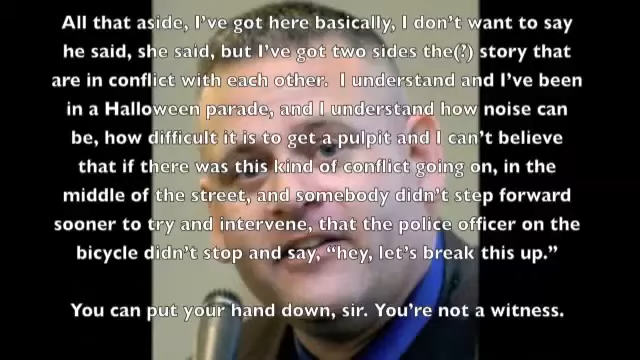 All that aside, I've got here basically, I don't want to say
he said, she said, but I've got two sides the(?) story that
are in conflict with each other.  I understand and I've been
in a Halloween parade, and I understand how noise can
be, how difficult it is to get a pulpit and I can't believe
that if there was this kind of conflict going on, in the
middle of the street, and somebody didn't step forward
sooner to try and intervene, that the police officer on the
bicycle didn't stop and say, “hey, let's break this up.”
You can put your hand down, sir. You're not a witness.